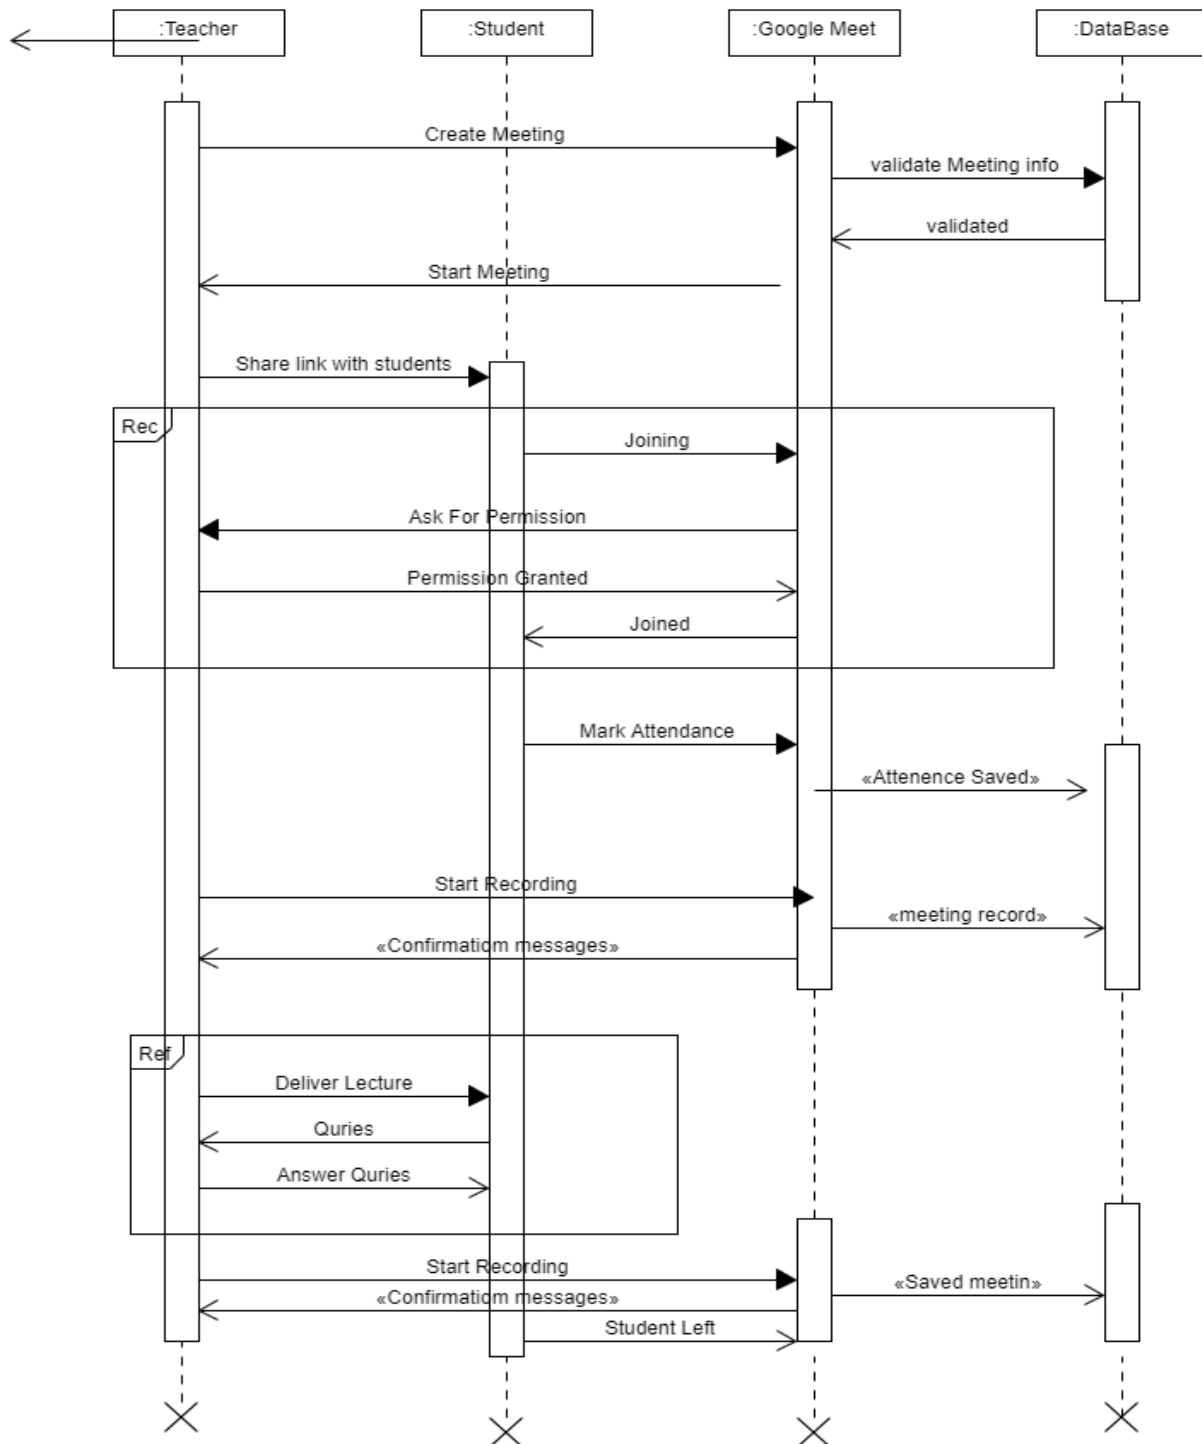 :Teacher
:Student
:Google Meet
:DataBase
Create Meeting
validate Meeting info
validated
Start Meeting
Share link with students
Rec
Joining
Ask For Permission
Permission Granted
Joined
Mark Attendance
«Attenence Saved»
Start Recording
«meeting record»
«Confirmatiom messages»
Ref
Deliver Lecture
Quries
Answer Quries
Start Recording
«Saved meetin»
«Confirmatiom messages»
Student Left